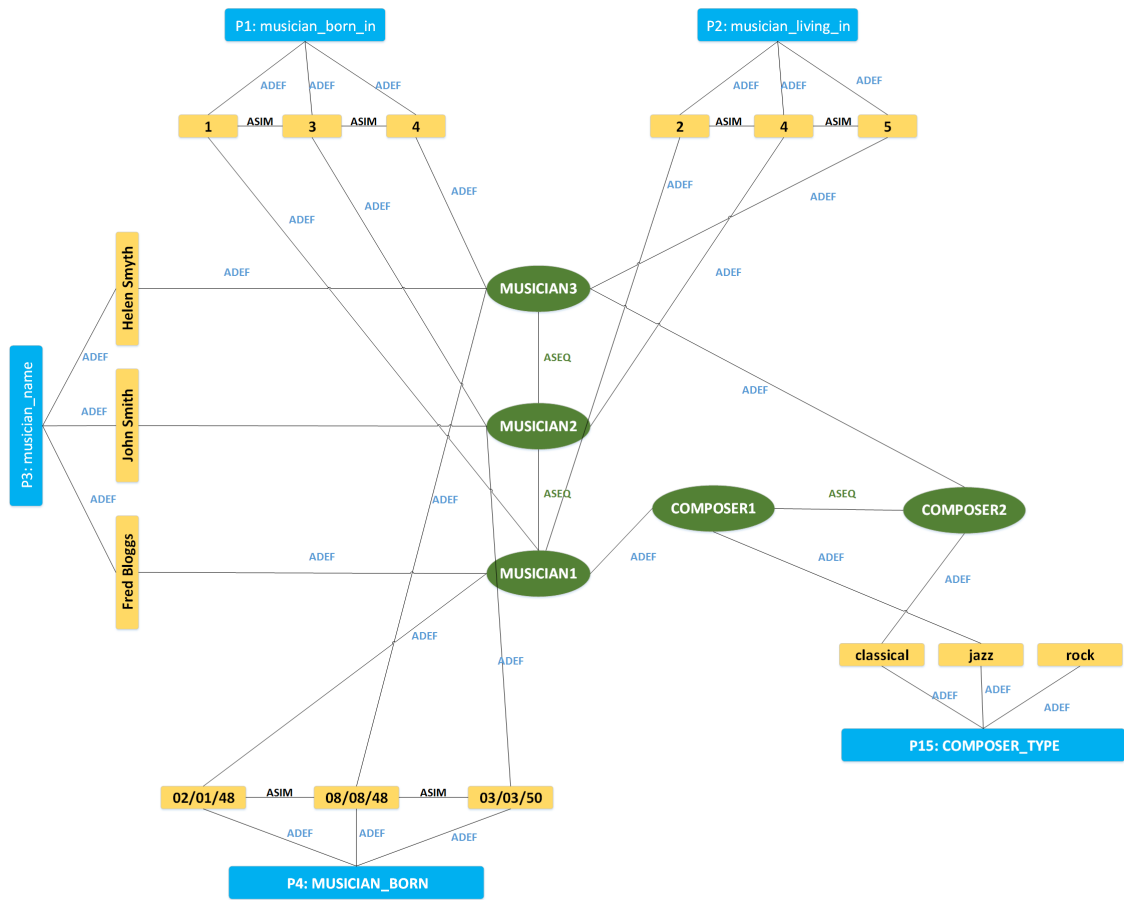 P1: musician_born_in
P2: musician_living_in
ADEF ADEF ADEF
ADEF ADEF ADEF
1 ASIM 3 ASIM 4
2 ASIM 4 ASIM 5
ADEF
ADEF
ADEF
ADEF
ADEF
ADEF
ADEF
Helen Smyth
MUSICIAN3
P3: musician_name
ADEF
ASEQ
ADEF
John Smith
ADEF
MUSICIAN2
ADEF
ADEF
ASEQ
ASEQ
COMPOSER1
COMPOSER2
Fred Bloggs
ADEF
MUSICIAN1
ADEF
ADEF
ADEF
ADEF
ADEF
classical
jazz
rock
ADEF
ADEF
ADEF
P15: COMPOSER_TYPE
02/01/48 ASIM 08/08/48 ASIM 03/03/50
ADEF ADEF ADEF
P4: MUSICIAN_BORN